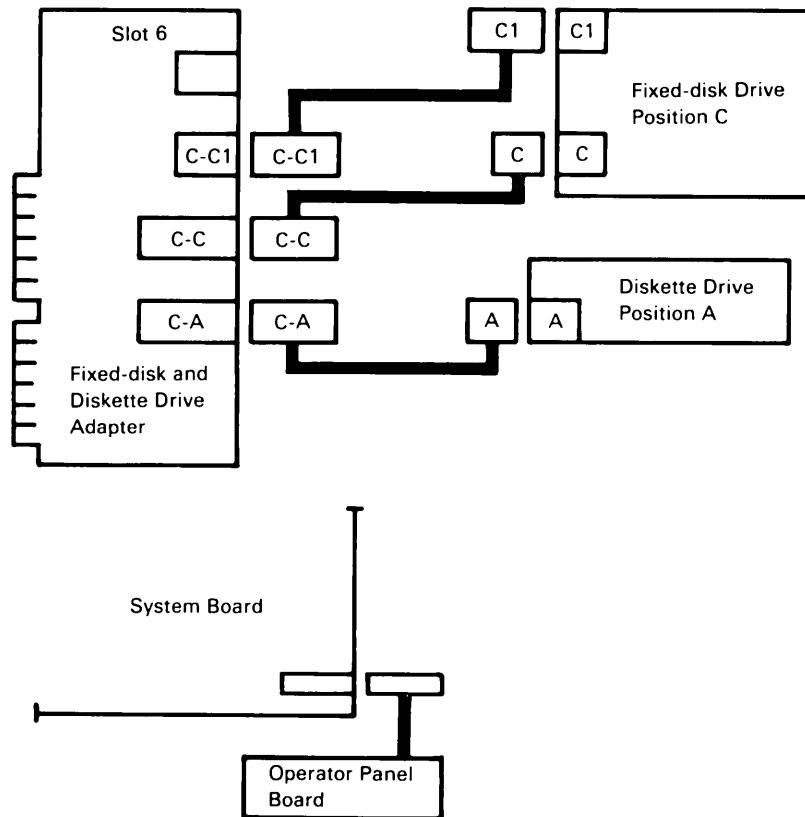 Slot 6
C1
C1
Fixed-disk Drive
Position C
C-C1
C-C1
C
C
C-C
C-C
Diskette Drive
Position A
C-A
C-A
A
A
Fixed-disk and
Diskette Drive
Adapter
System Board
Operator Panel
Board